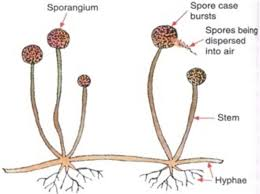 Sporangium
Spore case
bursts
Spores being
dispersed
into air
Stem
Hyphae